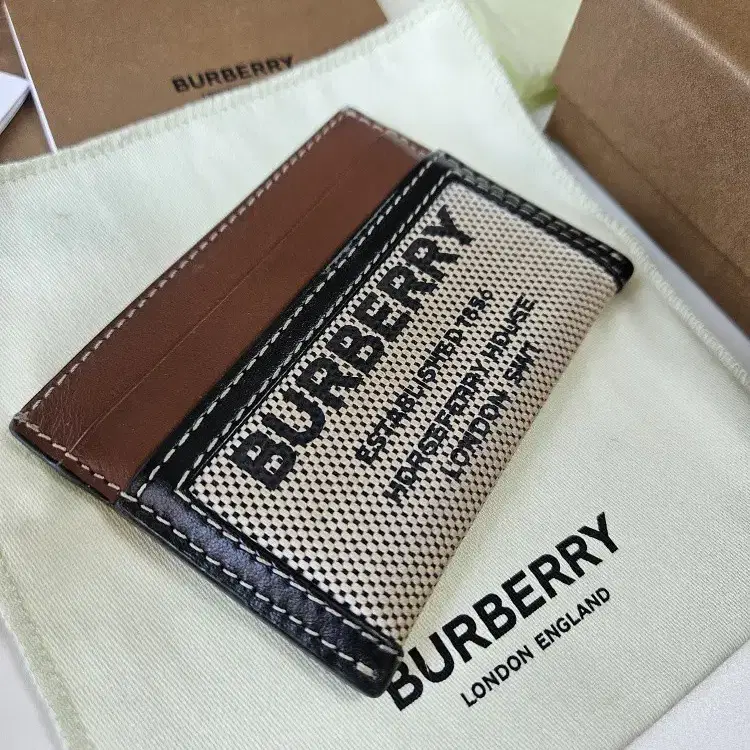 BURBERRY
BURBERRY
ESTABLISHED 1856
HORSEFERRY HOUSE
LONDON SW1
BURBERRY
LONDON ENGLAND